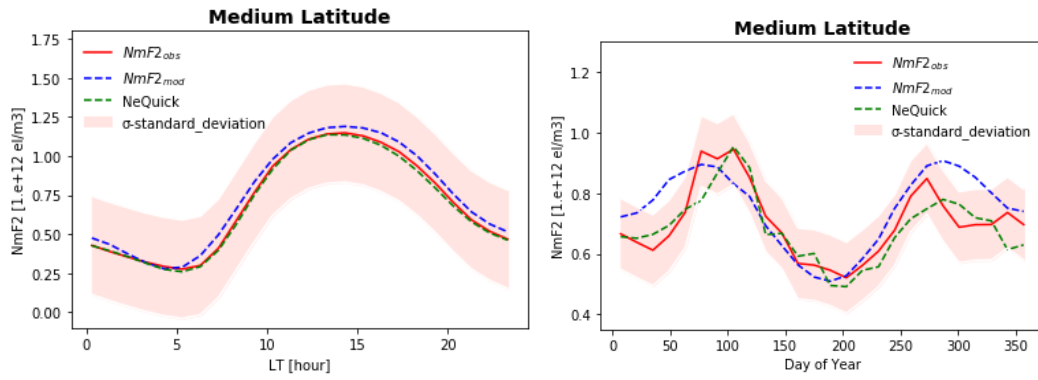 Medium Latitude
NmF2 [1.e+12 el/m3]
1.75
1.50
1.25
1.00
0.75
0.50
0.25
0.00
NmF2obs
NmF2mod
NeQuick
σ-standard_deviation
0
5
10
15
20
LT [hour]
Medium Latitude
NmF2 [1.e+12 el/m3]
1.2
1.0
0.8
0.6
0.4
NmF2obs
NmF2mod
NeQuick
σ-standard_deviation
0
50
100
150
200
250
300
350
Day of Year